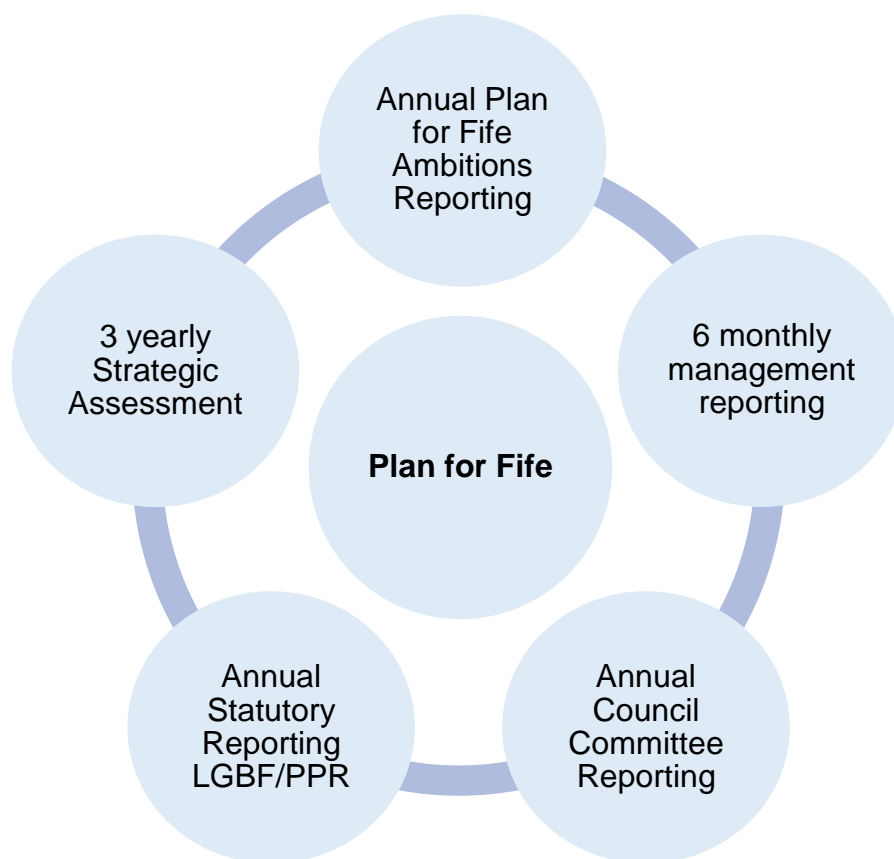 Annual Plan
for Fife
Ambitions
Reporting
6 monthly
management
reporting
Annual
Council
Committee
Reporting
Annual
Statutory
Reporting
LGBF/PPR
3 yearly
Strategic
Assessment
Plan for Fife